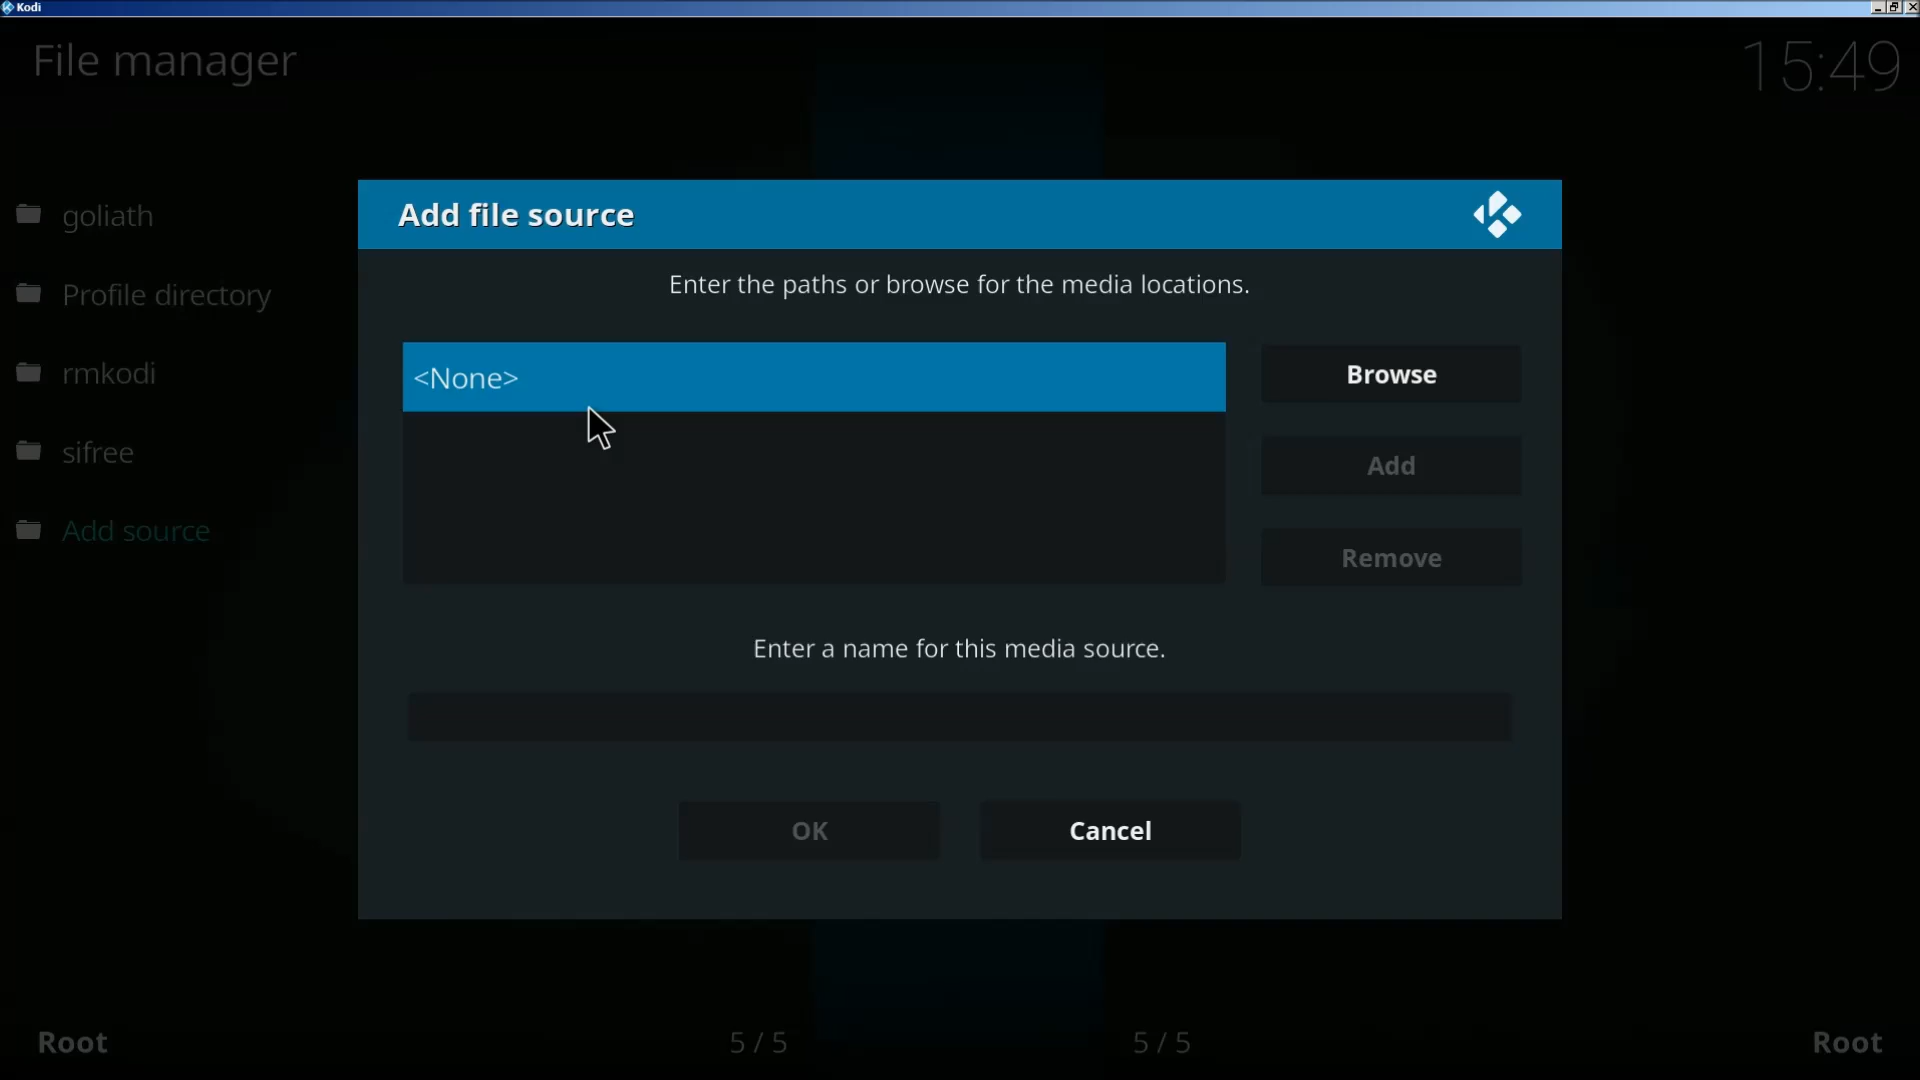 Kodi
File manager
15:49
goliath
Profile directory
rmkodi
sifree
Add source
Add file source
Enter the paths or browse for the media locations.
<None>
Browse
Add
Remove
Enter a name for this media source.
OK
Cancel
Root
5 / 5
5 / 5
Root